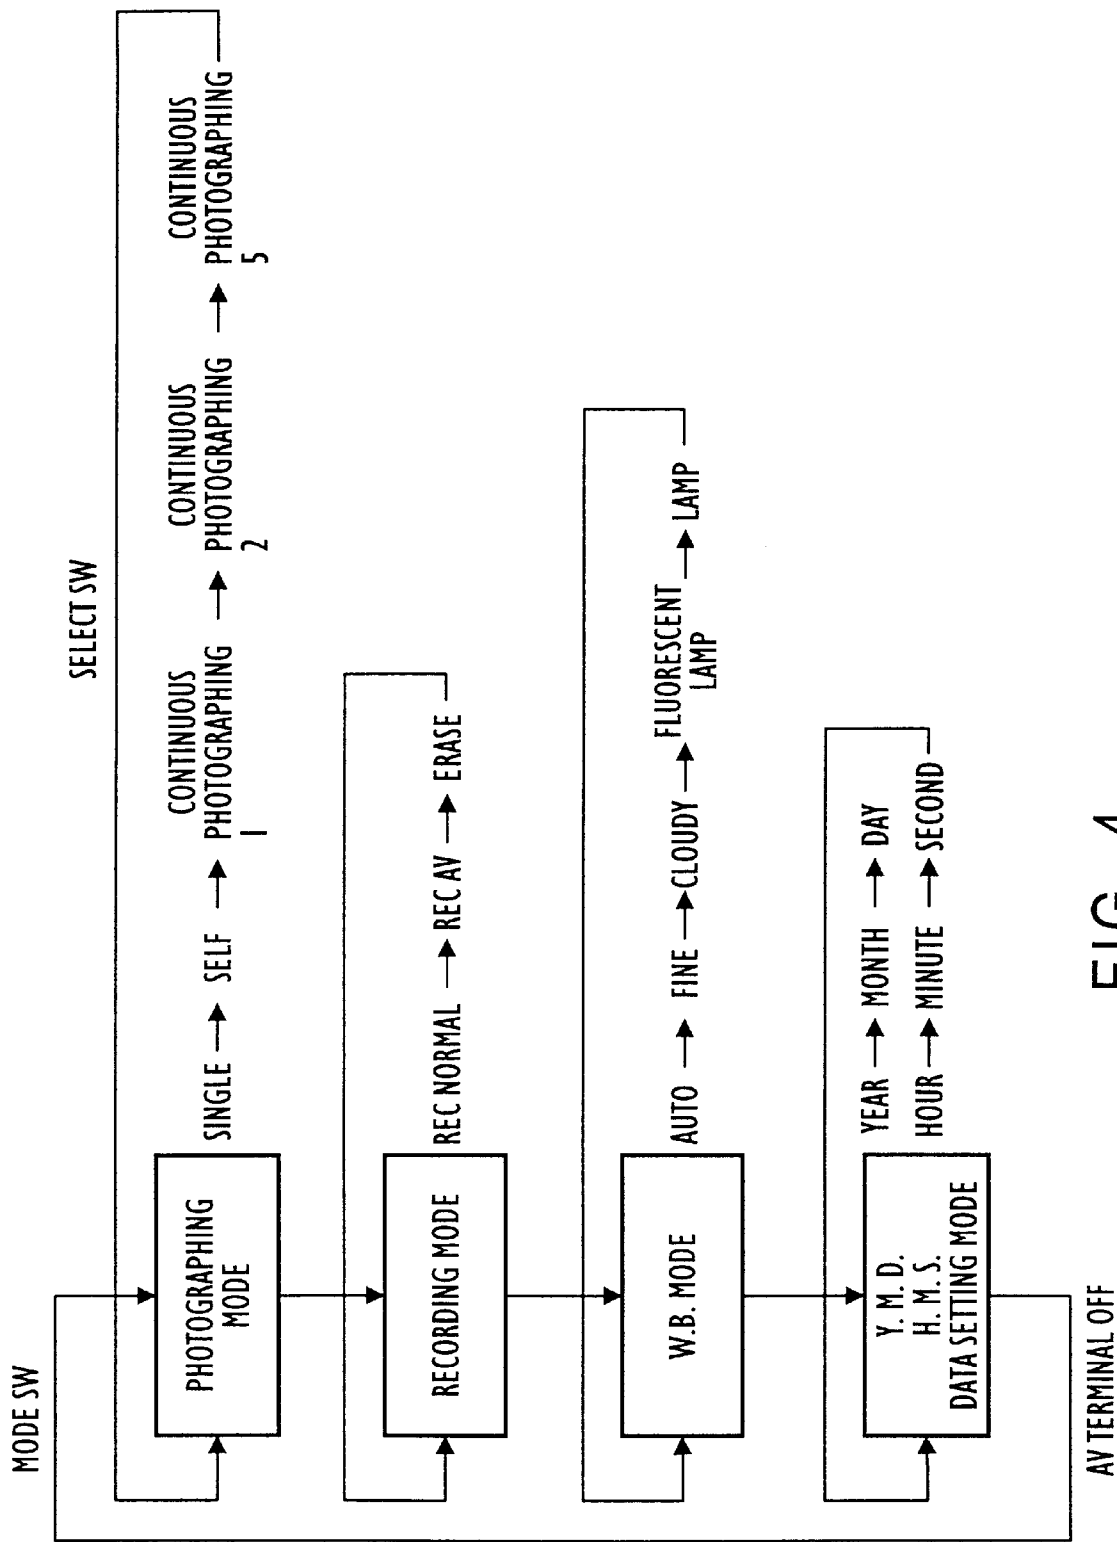 MODE SW
SELECT SW
PHOTOGRAPHING
MODE
SINGLE
SELF
CONTINUOUS
PHOTOGRAPHING
1
CONTINUOUS
PHOTOGRAPHING
2
CONTINUOUS
PHOTOGRAPHING
5
RECORDING MODE
REC NORMAL
REC AV
ERASE
W.B. MODE
AUTO
FINE
CLOUDY
FLUORESCENT
LAMP
LAMP
Y. M. D.
H. M. S.
DATA SETTING MODE
YEAR
MONTH
DAY
HOUR
MINUTE
SECOND
AV TERMINAL OFF
FIG. 4